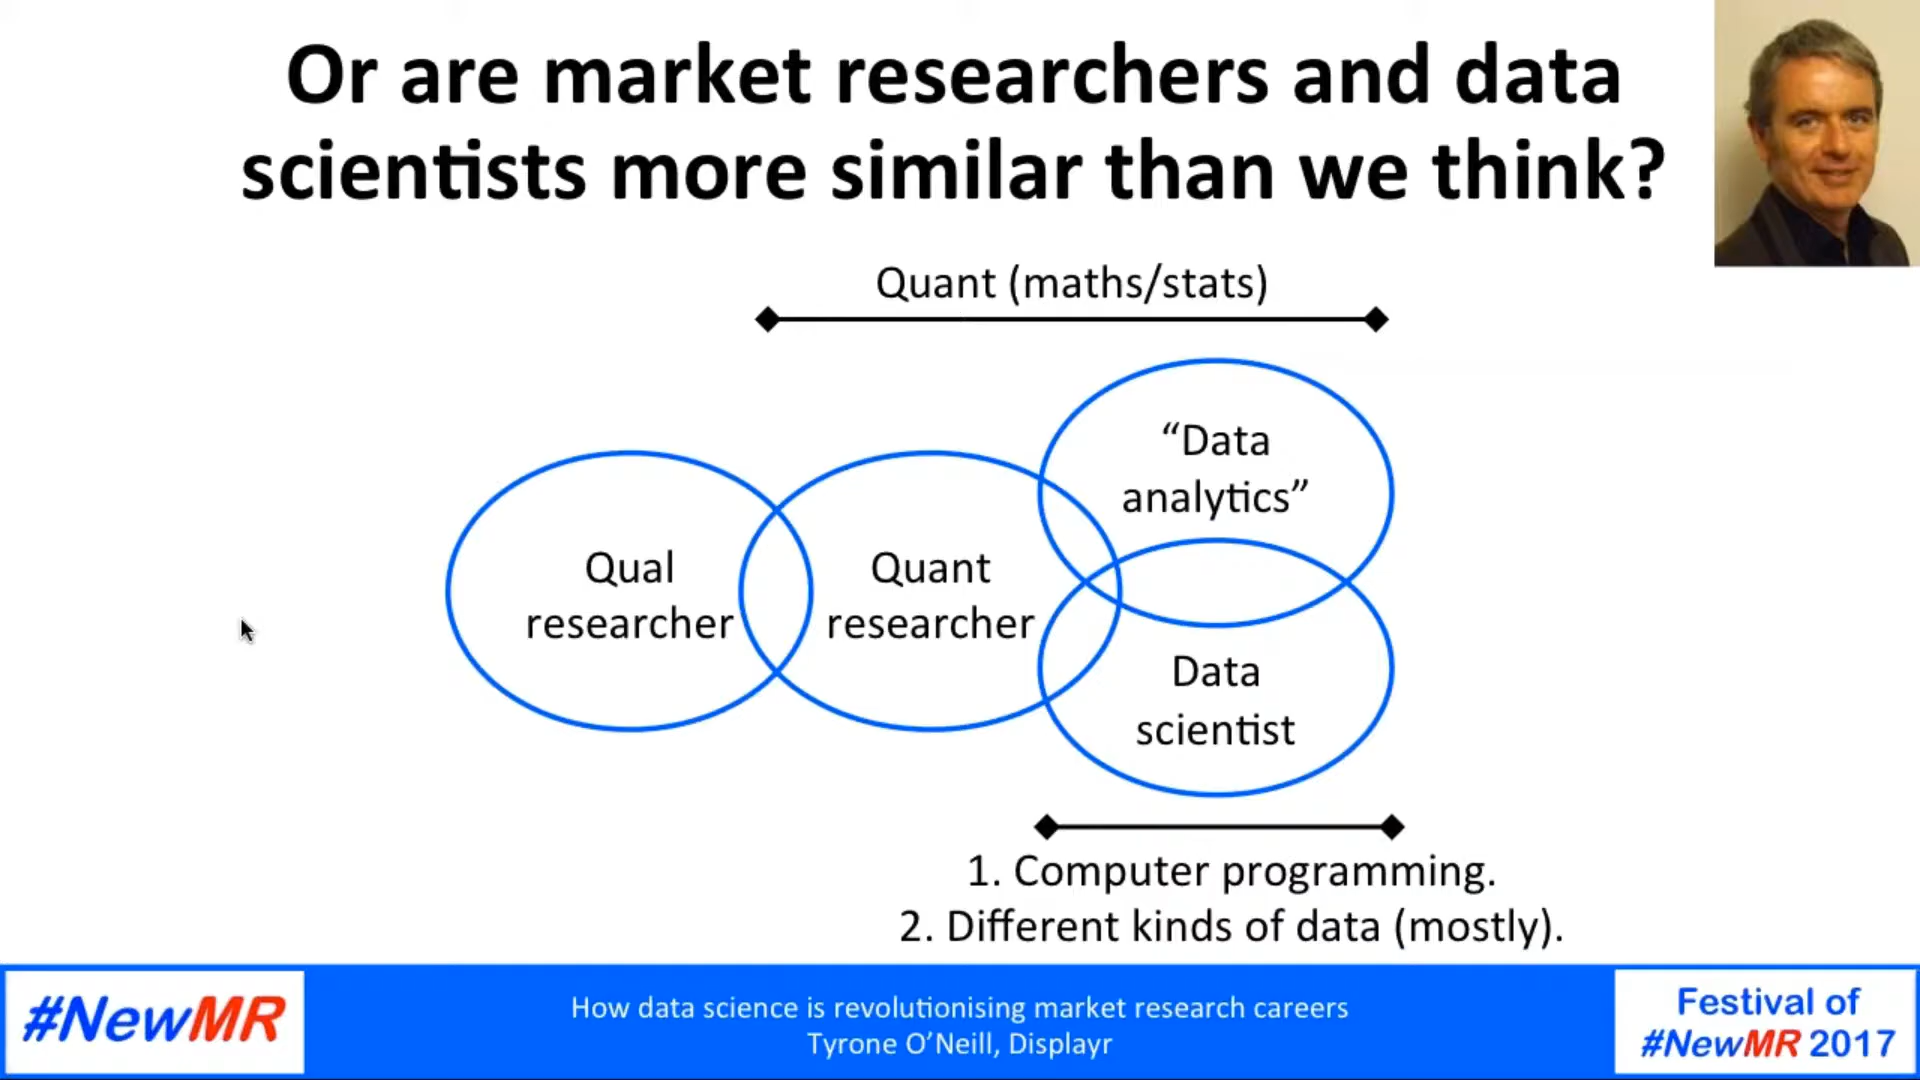 Or are market researchers and data
scientists more similar than we think?
Quant (maths/stats)
“Data
analytics”
Qual
researcher
Quant
researcher
Data
scientist
1. Computer programming.
2. Different kinds of data (mostly).
#NewMR
How data science is revolutionising market research careers
Tyrone O’Neill, Displayr
Festival of
#NewMR 2017